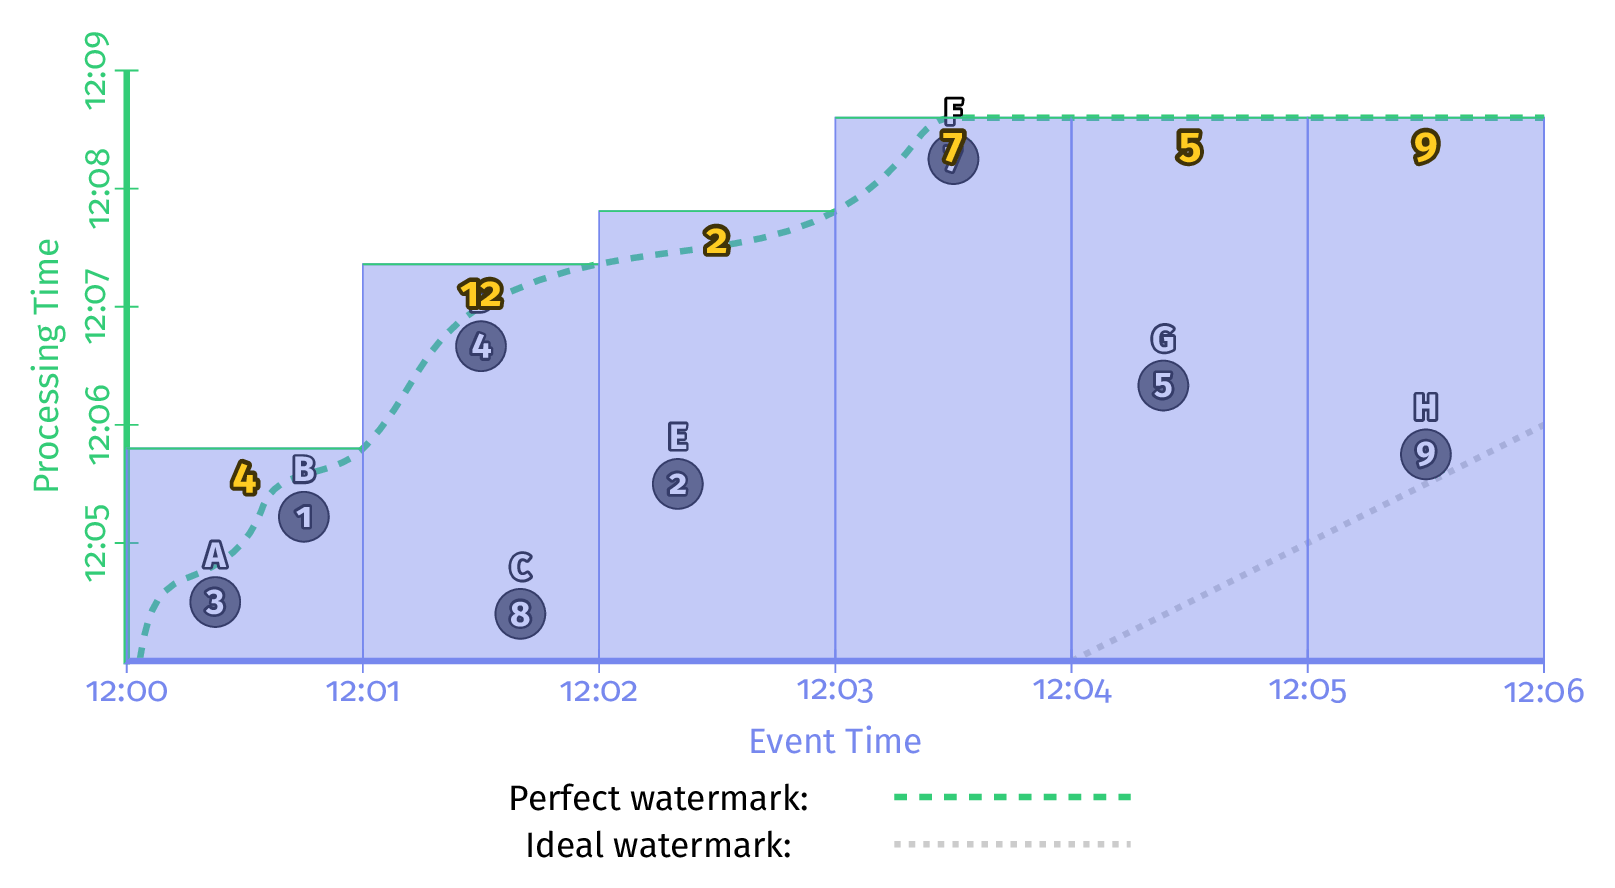 12:09
12:08
12:07
12:06
12:05
Processing Time
F
7
5
9
2
12
4
G
5
H
9
E
2
4
B
1
A
3
C
8
12:00 12:01 12:02 12:03 12:04 12:05 12:06
Event Time
Perfect watermark:
Ideal watermark: